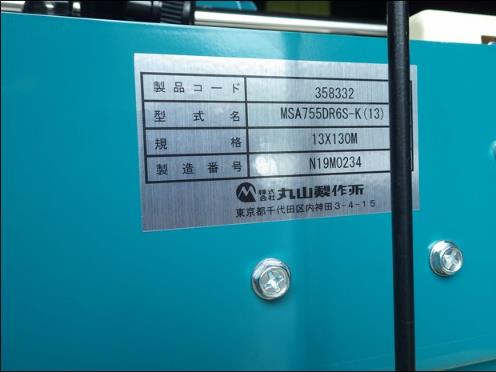 製品コード 358332
型式名 MSA755DR6S-K(13)
規格 13X130M
製造番号 N19M0234
株式会社 丸山製作所
東京都千代田区内神田3-4-15